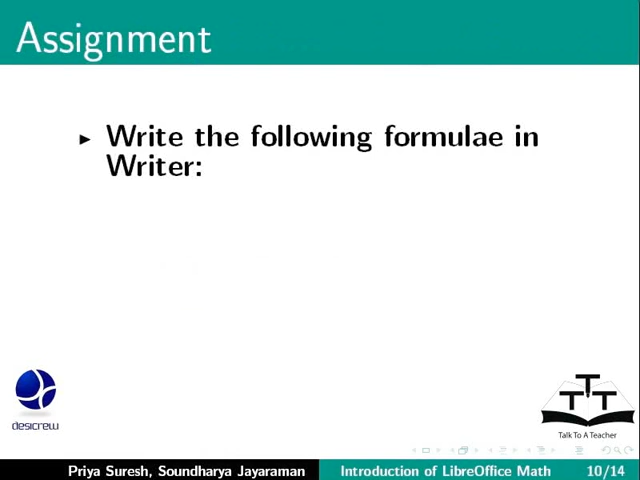 Assignment
Write the following formulae in
Writer:
desicrew
T T T
Talk To A Teacher
Priya Suresh, Soundharya Jayaraman Introduction of LibreOffice Math 10/14